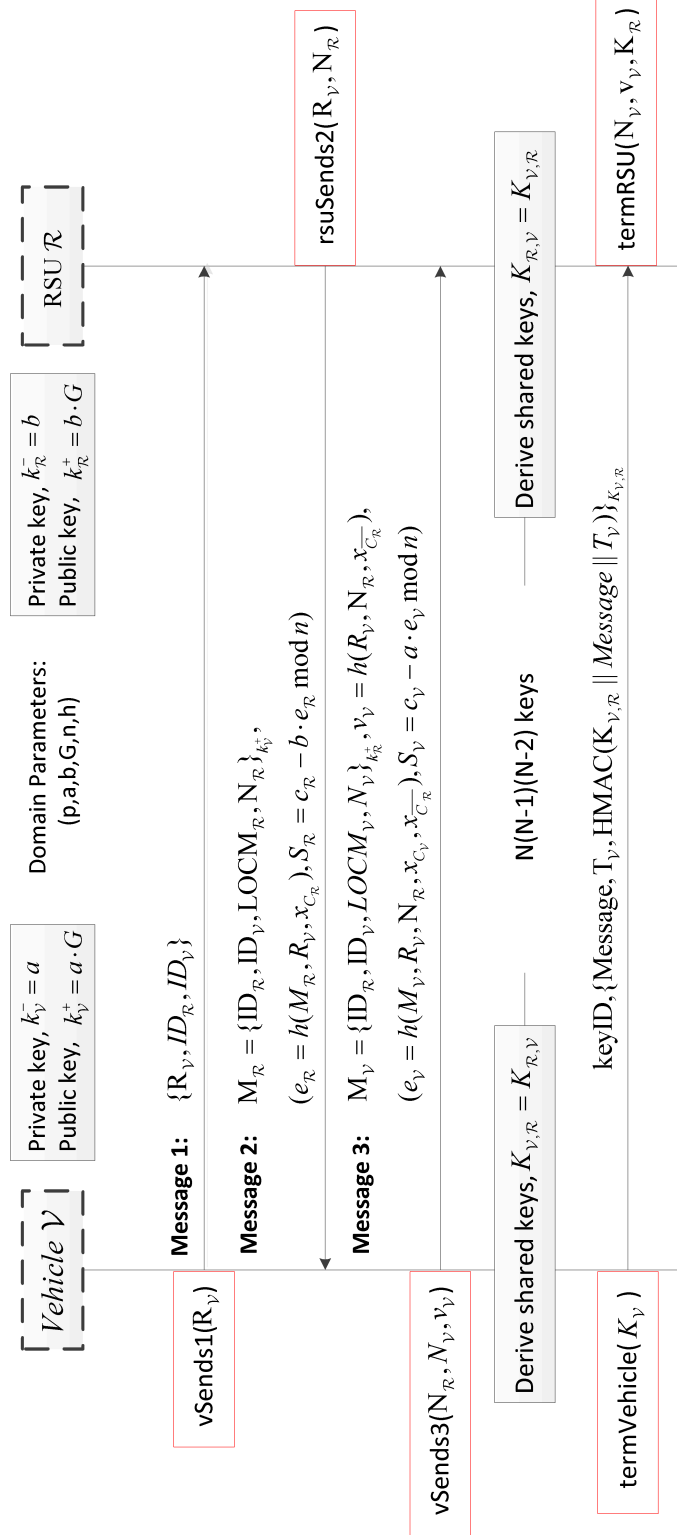 Vehicle V
Private key, k_V^- = a
Public key, k_V^+ = a·G
Domain Parameters:
(p,a,b,G,n,h)
Private key, k_R^- = b
Public key, k_R^+ = b·G
RSU R
vSends1(R_V)
Message 1: {R_V, ID_R, ID_V}
Message 2: M_R = {ID_R, ID_V, LOCM_R, N_R}_{k_V^+},
(e_R = h(M_R, R_V, x_{C_R}), S_R = c_R − b·e_R mod n)
rsuSends2(R_V, N_R)
Message 3: M_V = {ID_R, ID_V, LOCM_V, N_V}_{k_R^+}, v_V = h(R_V, N_R, x_{\overline{C_R}}),
(e_V = h(M_V, R_V, N_R, x_{C_V}, x_{\overline{C_R}}), S_V = c_V − a·e_V mod n)
vSends3(N_R, N_V, v_V)
Derive shared keys, K_{V,R} = K_{R,V}
N(N-1)(N-2) keys
Derive shared keys, K_{R,V} = K_{V,R}
termVehicle(K_V)
keyID,{Message,T_V,HMAC(K_{V,R} || Message || T_V)}_{K_{V,R}}
termRSU(N_V, v_V, K_R)